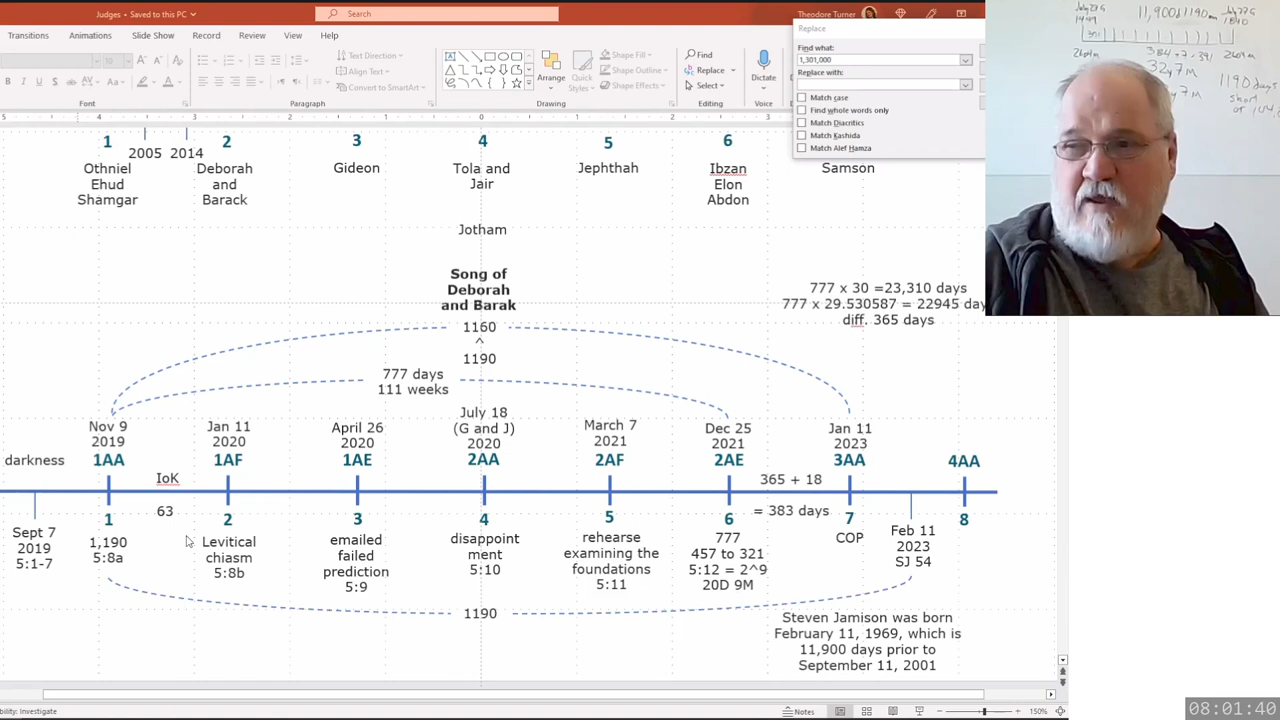 Judges • Saved to this PC
Search
Theodore Turner
Transitions Animations Slide Show Record Review View Help
Text Direction
Align Text
Convert to SmartArt
Arrange
Quick Styles
Shape Fill
Shape Outline
Shape Effects
Find
Replace
Select
Dictate
Font Paragraph Drawing Editing Voice
Replace
Find what:
1,301,000
Replace with:
Match case
Find whole words only
Match Diacritics
Match Kashida
Match Alef Hamza
3 2 1 0 1 2 3
1 2 3 4 5 6
2005 2014
Othniel
Ehud
Shamgar
Deborah
and
Barack
Gideon
Tola and
Jair
Jephthah
Ibzan
Elon
Abdon
Samson
Jotham
Song of
Deborah
and Barak
1160
^
1190
777 days
111 weeks
777 x 30 =23,310 days
777 x 29.530587 = 22945 day
diff. 365 days
darkness
Nov 9
2019
1AA
Jan 11
2020
1AF
April 26
2020
1AE
July 18
(G and J)
2020
2AA
March 7
2021
2AF
Dec 25
2021
2AE
Jan 11
2023
3AA
4AA
IoK
63
365 + 18
= 383 days
Sept 7
2019
5:1-7
1
1,190
5:8a
2
Levitical
chiasm
5:8b
3
emailed
failed
prediction
5:9
4
disappoint
ment
5:10
5
rehearse
examining the
foundations
5:11
6
777
457 to 321
5:12 = 2^9
20D 9M
7
COP
Feb 11
2023
SJ 54
8
1190
Steven Jamison was born
February 11, 1969, which is
11,900 days prior to
September 11, 2001
bility: Investigate
Notes
150%
08:01:40